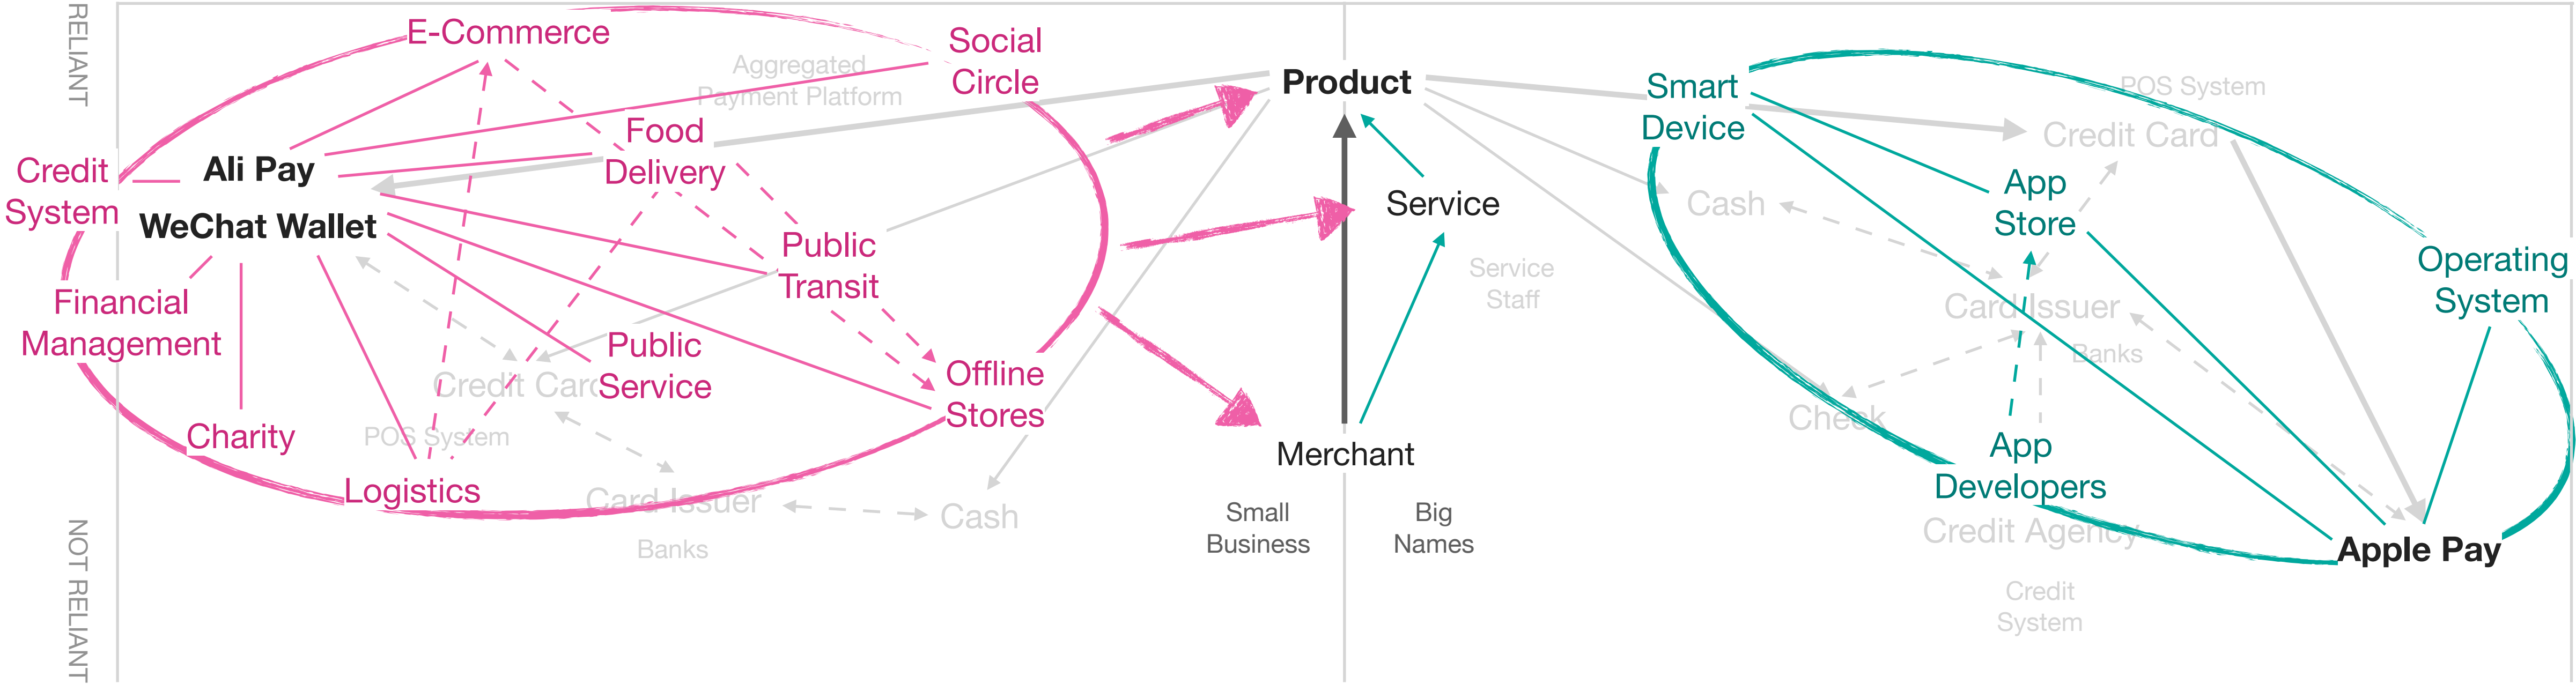 RELIANT
NOT RELIANT
E-Commerce
Social
Circle
Aggregated
Payment Platform
Food
Delivery
Credit
System
Ali Pay
WeChat Wallet
Public
Transit
Financial
Management
Public
Service
Credit Card
Offline
Stores
Charity
POS System
Logistics
Card Issuer
Cash
Banks
Product
Service
Service
Staff
Merchant
Small
Business
Big
Names
Smart
Device
POS System
Credit Card
Cash
App
Store
Operating
System
Card Issuer
Banks
Check
App
Developers
Credit Agency
Apple Pay
Credit
System